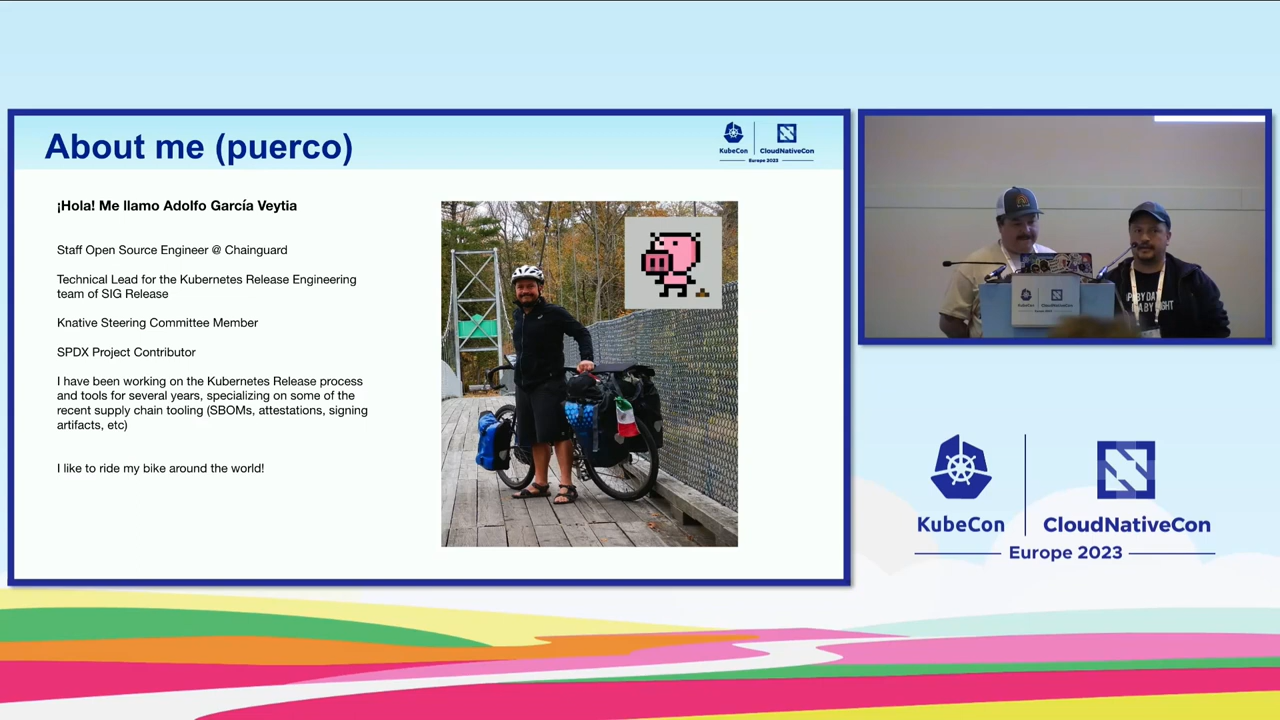 About me (puerco)
KubeCon
CloudNativeCon
Europe 2023
¡Hola! Me llamo Adolfo García Veytia
Staff Open Source Engineer @ Chainguard
Technical Lead for the Kubernetes Release Engineering
team of SIG Release
Knative Steering Committee Member
SPDX Project Contributor
I have been working on the Kubernetes Release process
and tools for several years, specializing on some of the
recent supply chain tooling (SBOMs, attestations, signing
artifacts, etc)
I like to ride my bike around the world!
KubeCon
CloudNativeCon
Europe 2023